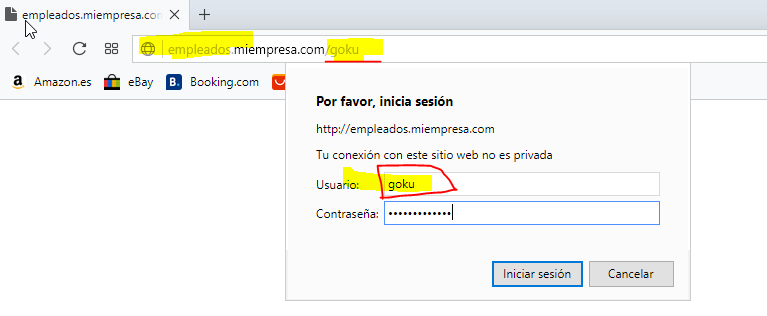 empleados.miempresa.con
empleados.miempresa.com/goku
Amazon.es eBay Booking.com
Por favor, inicia sesión
http://empleados.miempresa.com
Tu conexión con este sitio web no es privada
Usuario: goku
Contraseña: •••••••••••••
Iniciar sesión Cancelar